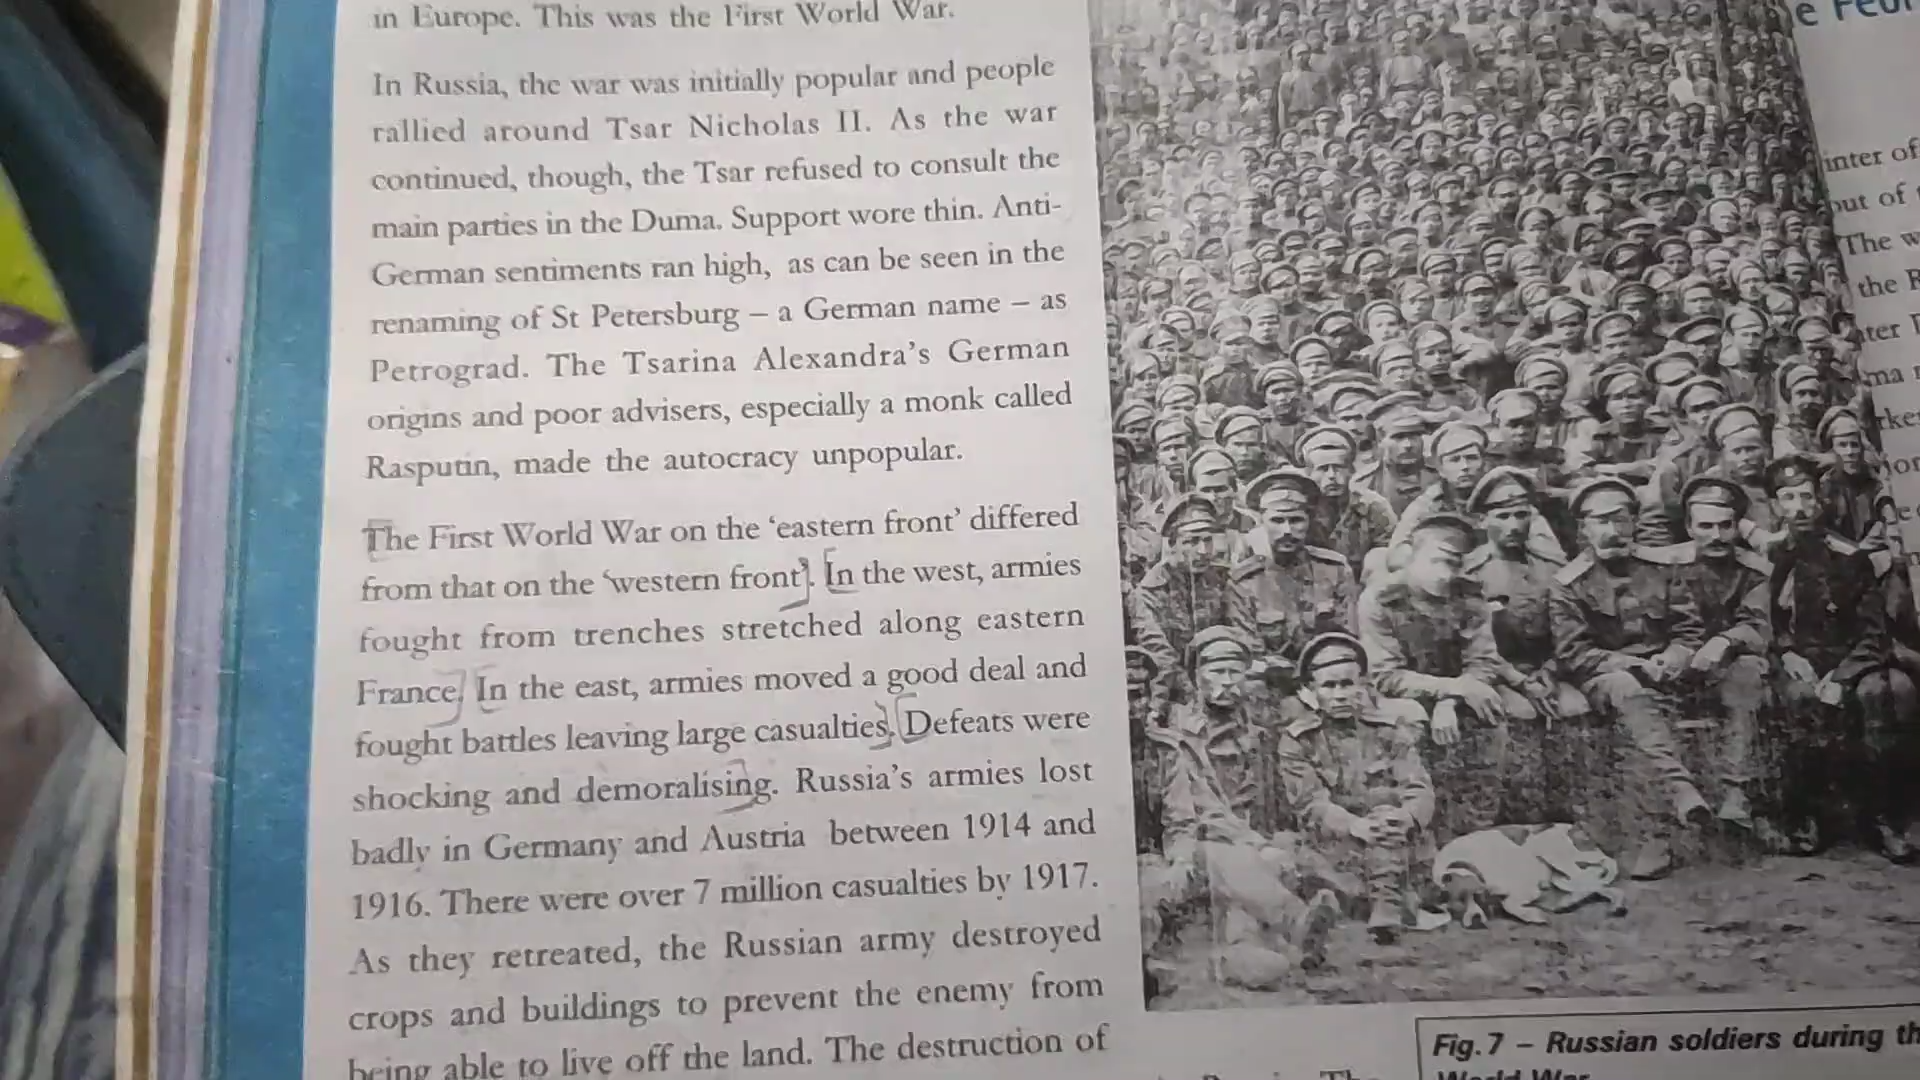 in Europe. This was the First World War.
In Russia, the war was initially popular and people
rallied around Tsar Nicholas II. As the war
continued, though, the Tsar refused to consult the
main parties in the Duma. Support wore thin. Anti-
German sentiments ran high, as can be seen in the
renaming of St Petersburg – a German name – as
Petrograd. The Tsarina Alexandra's German
origins and poor advisers, especially a monk called
Rasputin, made the autocracy unpopular.
The First World War on the 'eastern front' differed
from that on the 'western front'. In the west, armies
fought from trenches stretched along eastern
France. In the east, armies moved a good deal and
fought battles leaving large casualties. Defeats were
shocking and demoralising. Russia's armies lost
badly in Germany and Austria between 1914 and
1916. There were over 7 million casualties by 1917.
As they retreated, the Russian army destroyed
crops and buildings to prevent the enemy from
being able to live off the land. The destruction of
Fig. 7 – Russian soldiers during
World War
of
out of
The
the